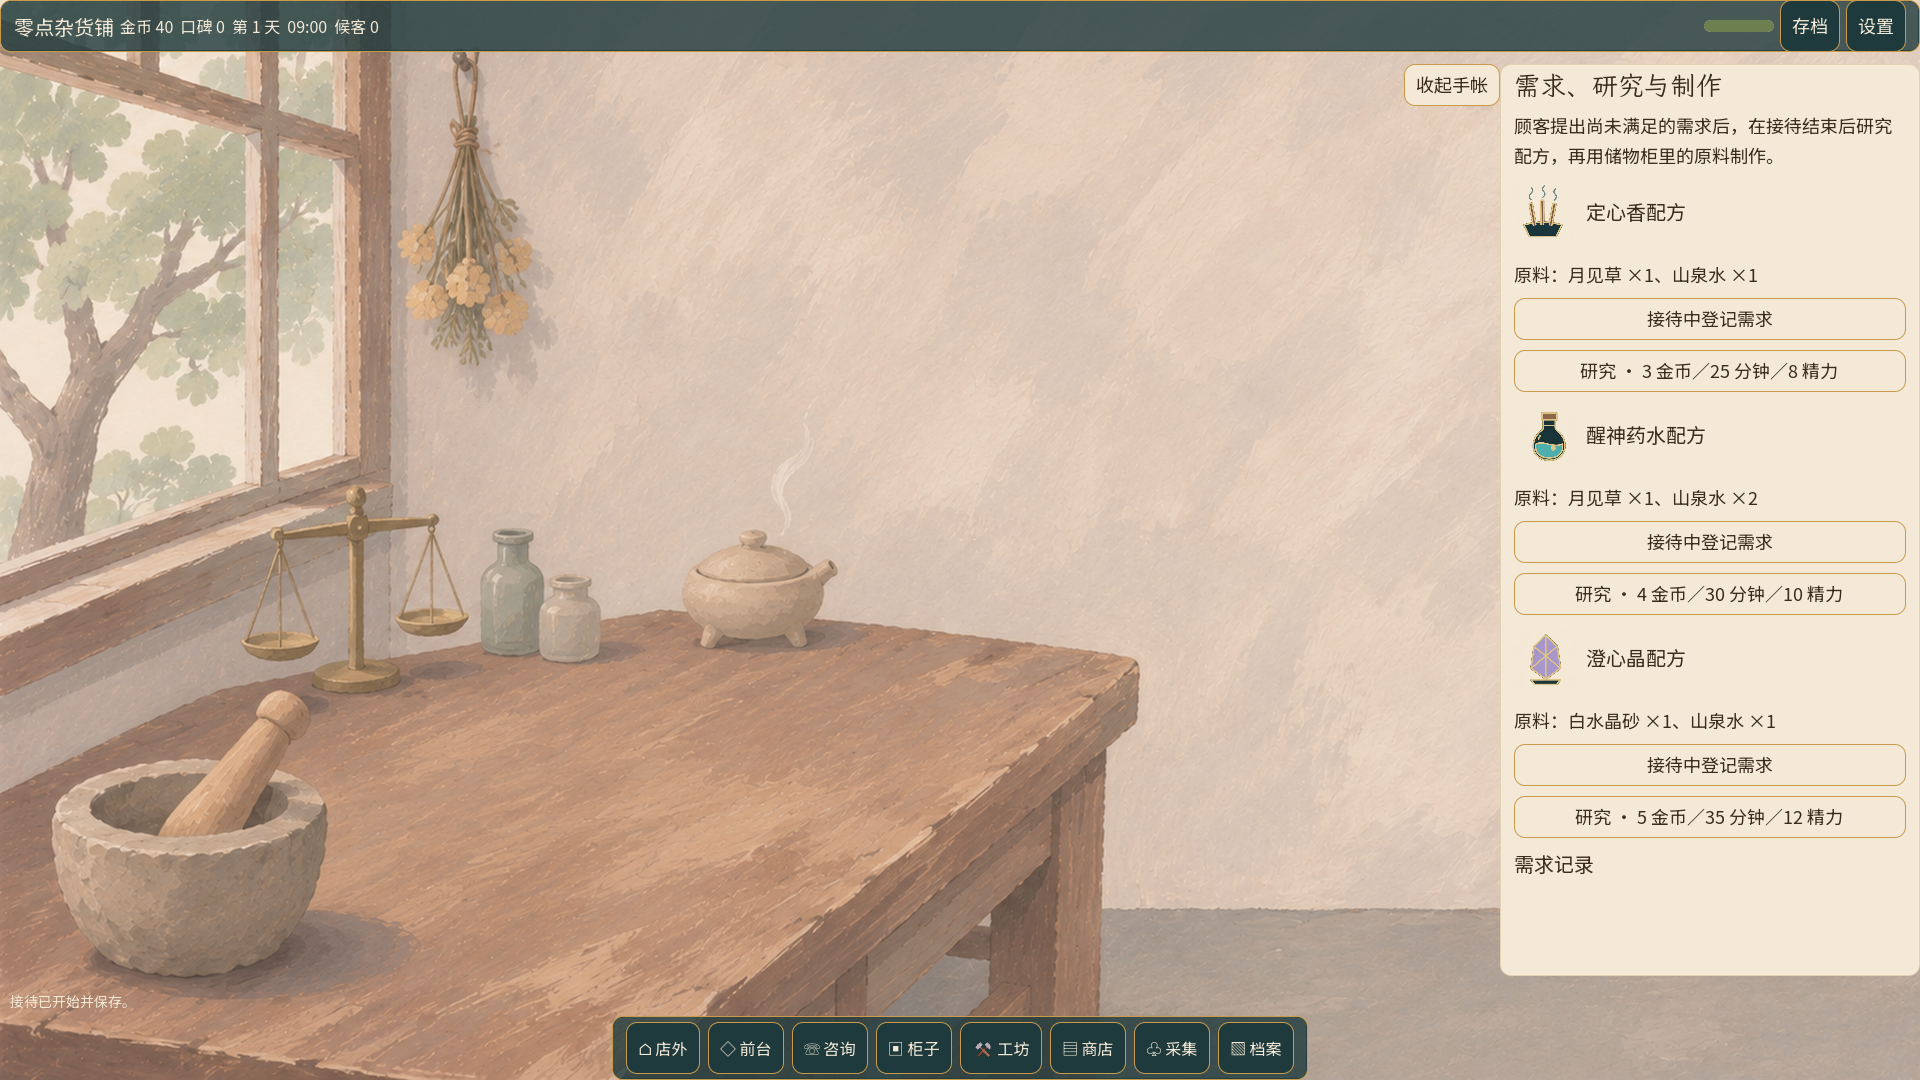 零点杂货铺 金币 40 口碑 0 第 1 天 09:00 候客 0
存档
设置
收起手帐
需求、研究与制作
顾客提出尚未满足的需求后，在接待结束后研究
配方，再用储物柜里的原料制作。
定心香配方
原料：月见草 ×1、山泉水 ×1
接待中登记需求
研究 · 3 金币／25 分钟／8 精力
醒神药水配方
原料：月见草 ×1、山泉水 ×2
接待中登记需求
研究 · 4 金币／30 分钟／10 精力
澄心晶配方
原料：白水晶砂 ×1、山泉水 ×1
接待中登记需求
研究 · 5 金币／35 分钟／12 精力
需求记录
接待已开始并保存。
店外
前台
咨询
柜子
工坊
商店
采集
档案